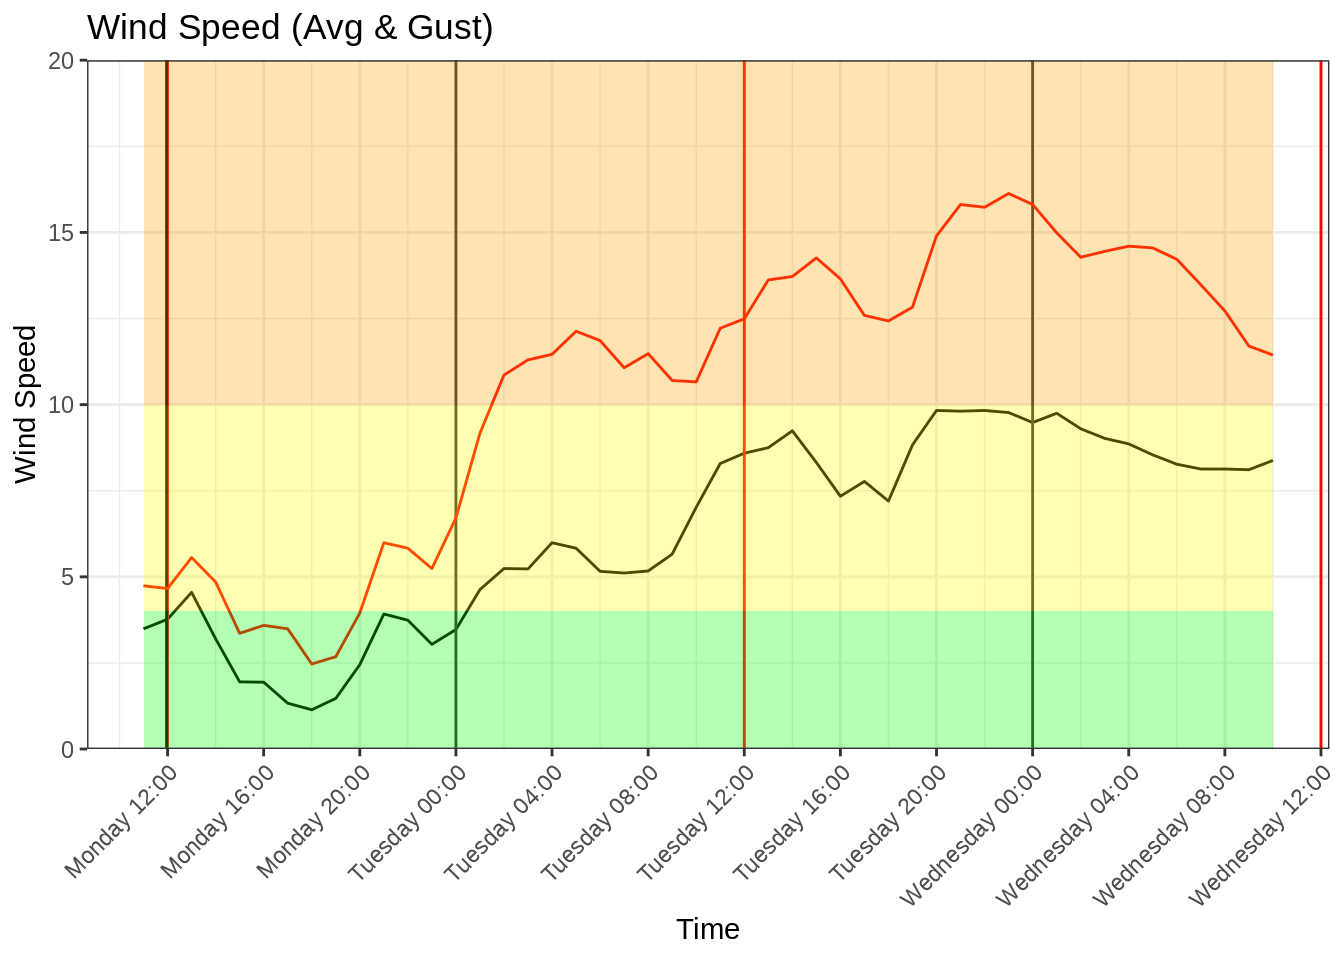 Wind Speed (Avg & Gust)
20
15
10
5
0
Wind Speed
Monday 12:00
Monday 16:00
Monday 20:00
Tuesday 00:00
Tuesday 04:00
Tuesday 08:00
Tuesday 12:00
Tuesday 16:00
Tuesday 20:00
Wednesday 00:00
Wednesday 04:00
Wednesday 08:00
Wednesday 12:00
Time